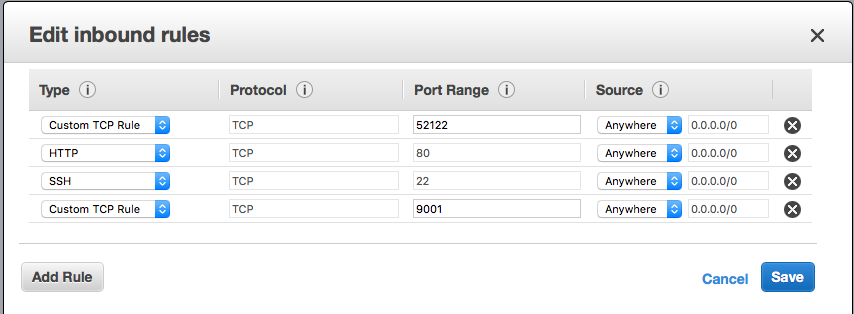 Edit inbound rules
Type Protocol Port Range Source
Custom TCP Rule TCP 52122 Anywhere 0.0.0.0/0
HTTP TCP 80 Anywhere 0.0.0.0/0
SSH TCP 22 Anywhere 0.0.0.0/0
Custom TCP Rule TCP 9001 Anywhere 0.0.0.0/0
Add Rule Cancel Save